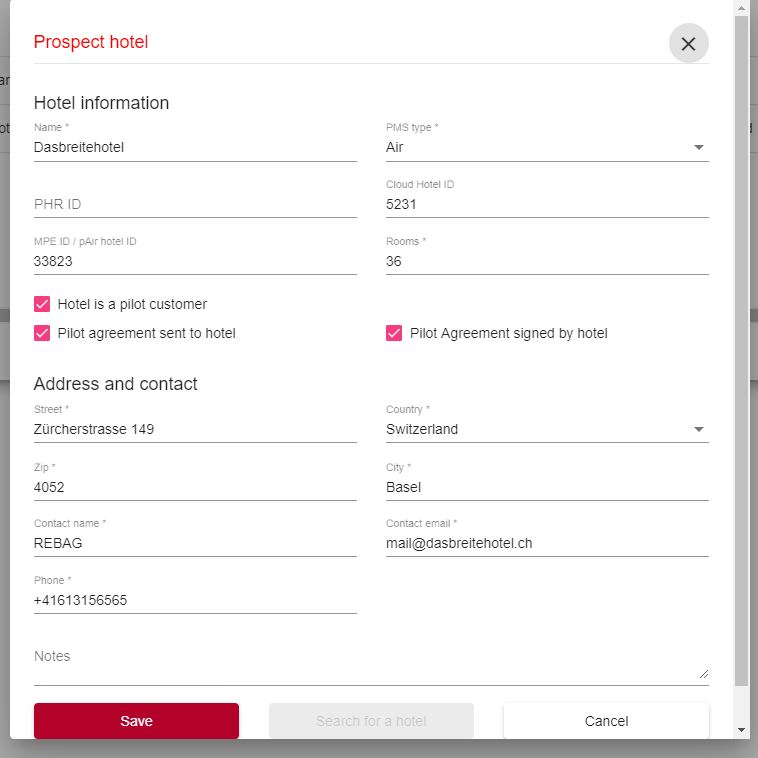 Prospect hotel
Hotel information
Name *
Dasbreitehotel
PMS type *
Air
PHR ID
Cloud Hotel ID
5231
MPE ID / pAir hotel ID
33823
Rooms *
36
Hotel is a pilot customer
Pilot agreement sent to hotel
Pilot Agreement signed by hotel
Address and contact
Street *
Zürcherstrasse 149
Country *
Switzerland
Zip *
4052
City *
Basel
Contact name *
REBAG
Contact email *
mail@dasbreitehotel.ch
Phone *
+41613156565
Notes
Save
Search for a hotel
Cancel